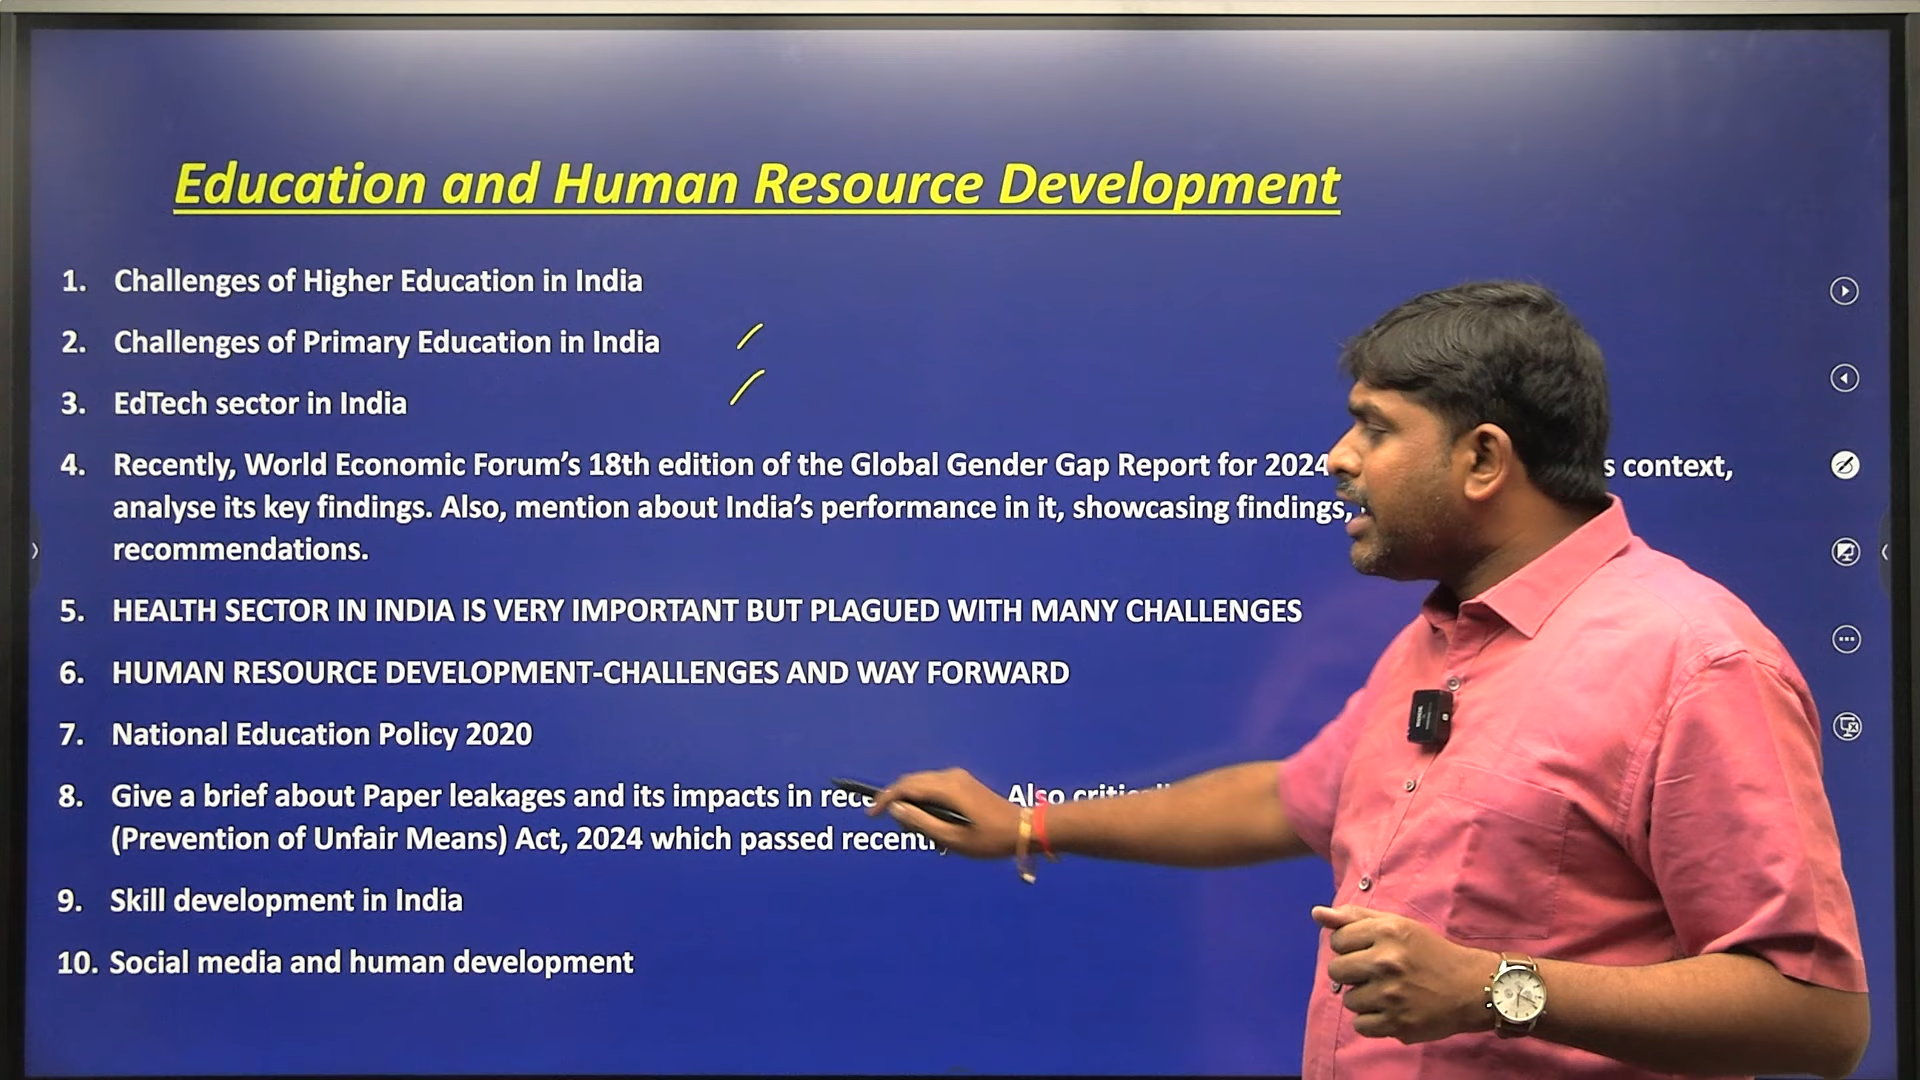 Education and Human Resource Development
1. Challenges of Higher Education in India
2. Challenges of Primary Education in India
3. EdTech sector in India
4. Recently, World Economic Forum's 18th edition of the Global Gender Gap Report for 2024 context,
analyse its key findings. Also, mention about India's performance in it, showcasing findings,
recommendations.
5. HEALTH SECTOR IN INDIA IS VERY IMPORTANT BUT PLAGUED WITH MANY CHALLENGES
6. HUMAN RESOURCE DEVELOPMENT-CHALLENGES AND WAY FORWARD
7. National Education Policy 2020
8. Give a brief about Paper leakages and its impacts in Also
(Prevention of Unfair Means) Act, 2024 which passed recently
9. Skill development in India
10. Social media and human development